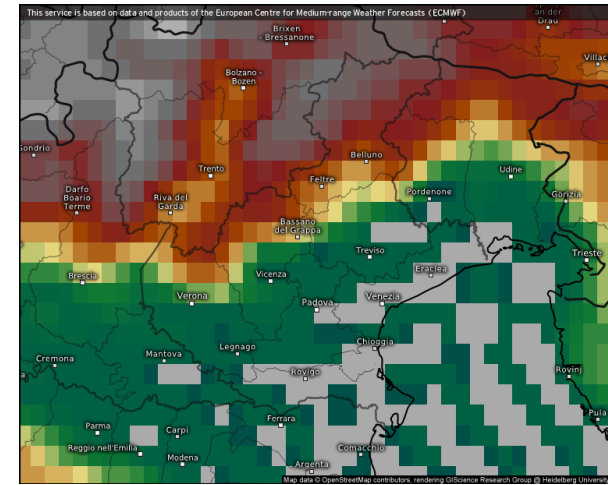 This service is based on data and products of the European Centre for Medium-range Weather Forecasts (ECMWF)
an der
Drau
Brixen
- Bressanone
Villac
Bolzano -
Bozen
Sondrio
Belluno
Trento
Udine
Feltre
Darfo
Boario
Terme
Riva del
Garda
Pordenone
Gorizia
Bassano
del Grappa
Treviso
Trieste
Brescia
Vicenza
Eraclea
Verona
Padova
Venezia
Chioggia
Legnago
Mantova
Cremona
Rovigo
Rovinj
a
Ferrara
Pula
Parma
Carpi
Reggio nell'Emilia
Comacchio
Modena
Argenta
Map data © OpenStreetMap contributors, rendering GIScience Research Group @ Heidelberg University